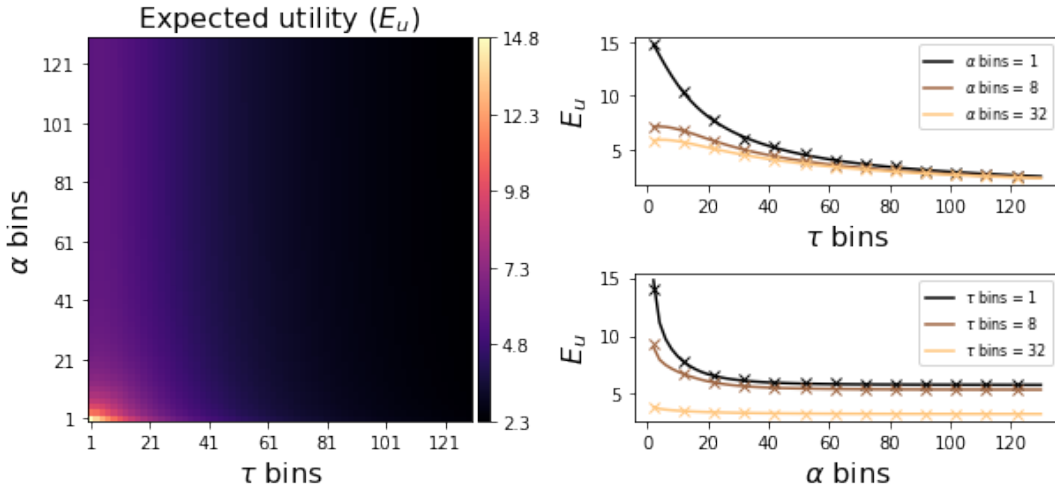 Expected utility (E_u)
α bins
121
101
81
61
41
21
1
1 21 41 61 81 101 121
τ bins
14.8
12.3
9.8
7.3
4.8
2.3
E_u
15
10
5
α bins = 1
α bins = 8
α bins = 32
0 20 40 60 80 100 120
τ bins
E_u
15
10
5
τ bins = 1
τ bins = 8
τ bins = 32
0 20 40 60 80 100 120
α bins